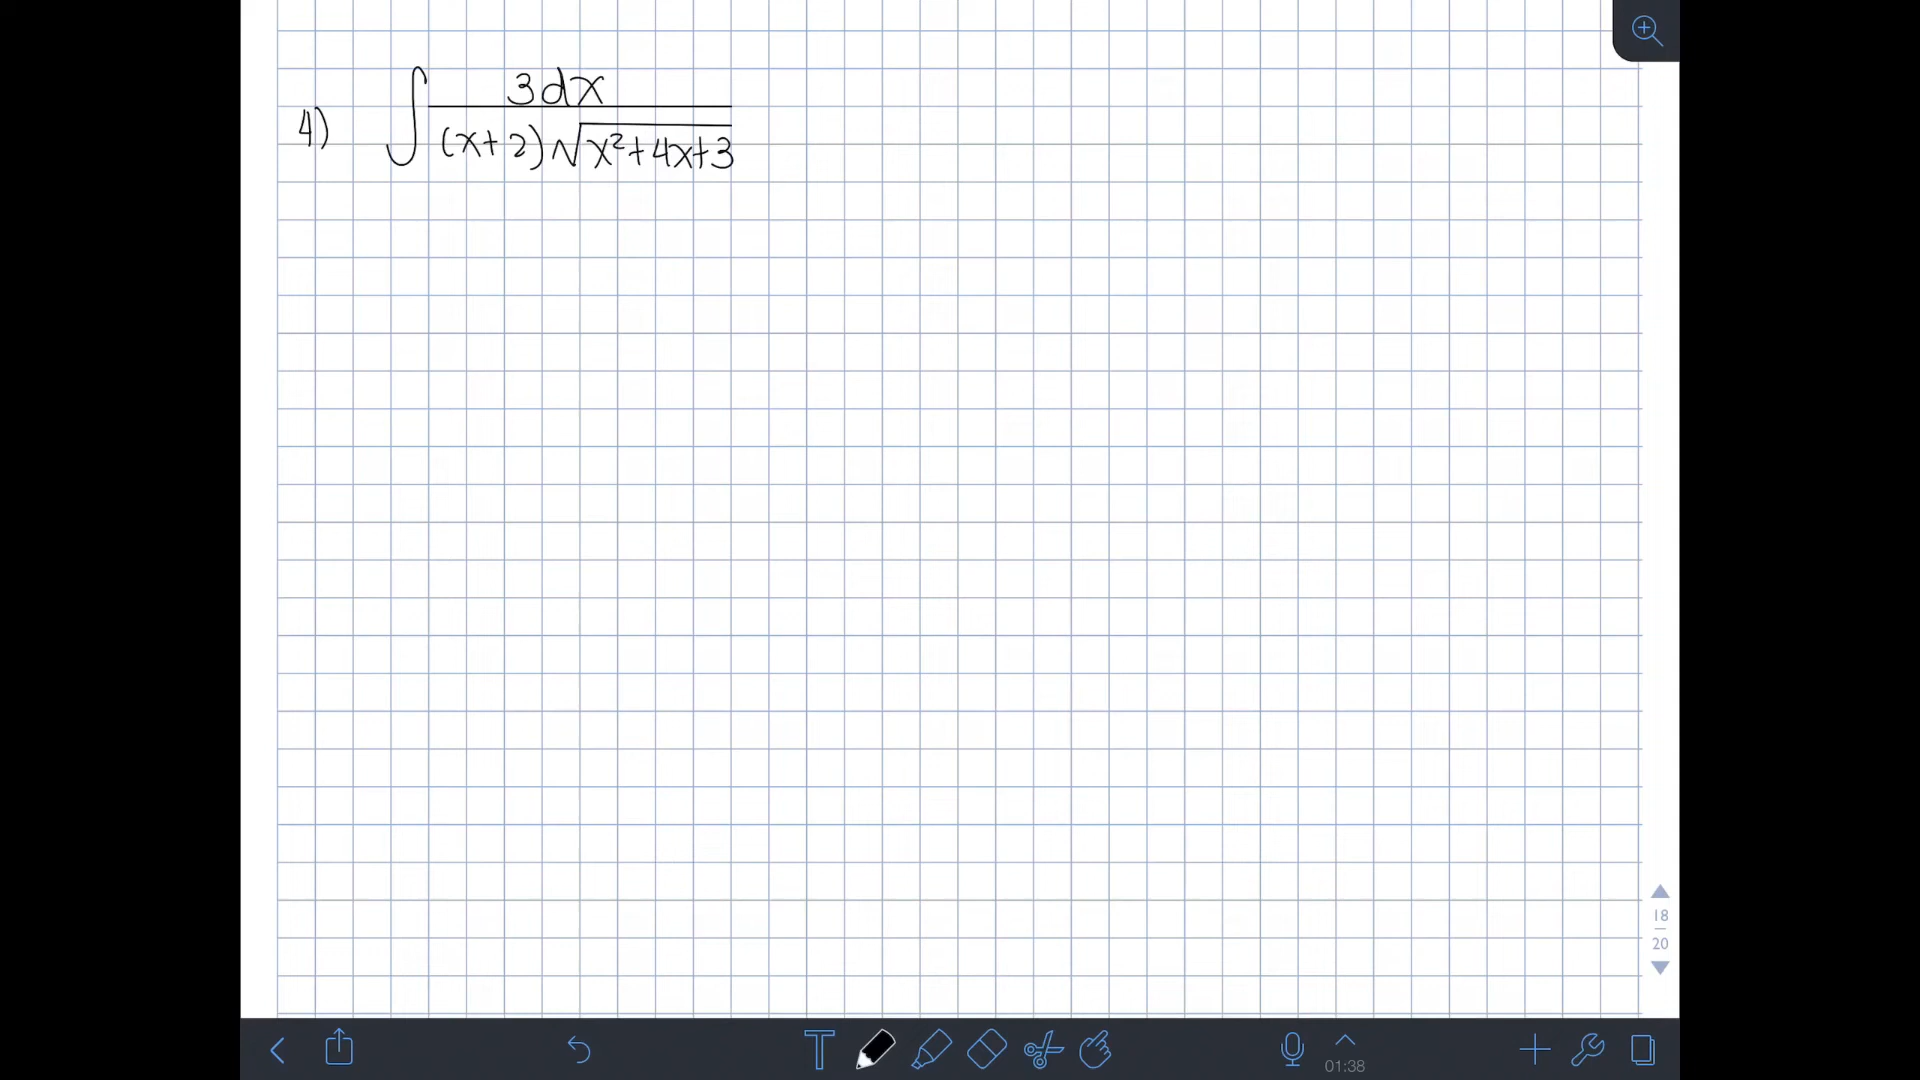 4) ∫ 3dx / (x+2)√(x²+4x+3)
18
20
T
01:38